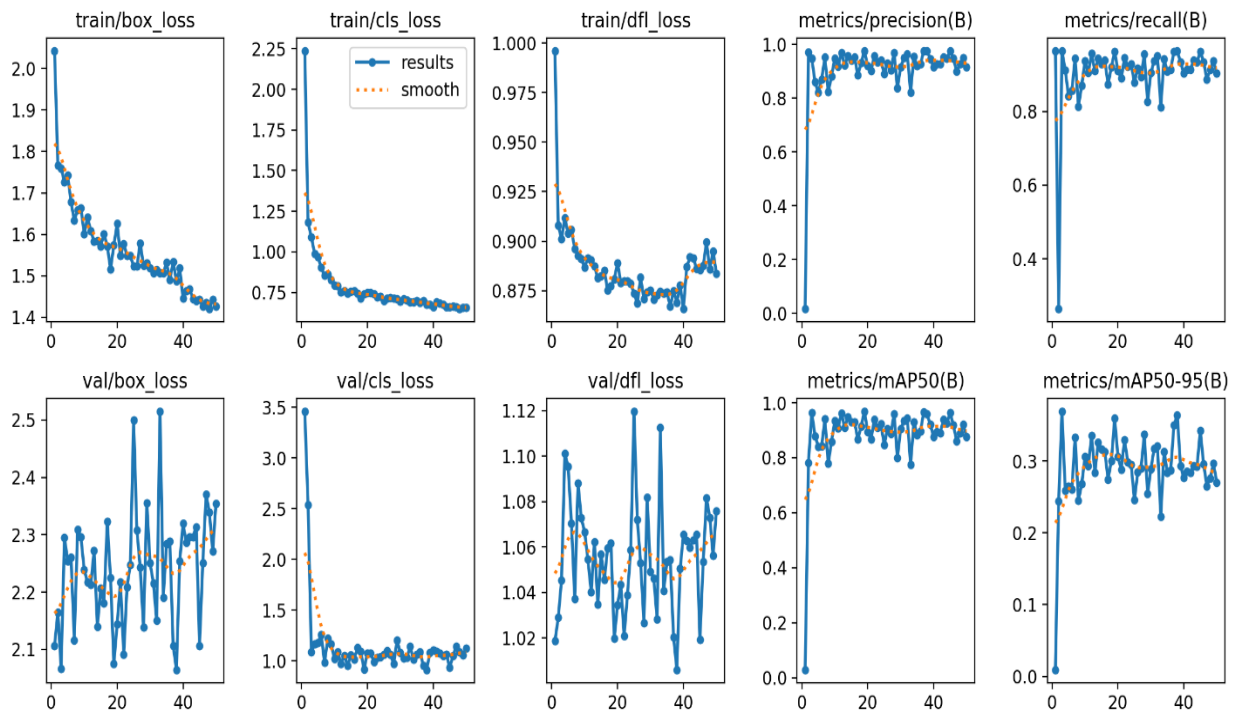 train/box_loss
train/cls_loss
train/dfl_loss
metrics/precision(B)
metrics/recall(B)
2.0
1.9
1.8
1.7
1.6
1.5
1.4
0 20 40
2.25
2.00
1.75
1.50
1.25
1.00
0.75
0 20 40
results
smooth
1.000
0.975
0.950
0.925
0.900
0.875
0 20 40
1.0
0.8
0.6
0.4
0.2
0.0
0 20 40
0.8
0.6
0.4
0 20 40
val/box_loss
val/cls_loss
val/dfl_loss
metrics/mAP50(B)
metrics/mAP50-95(B)
2.5
2.4
2.3
2.2
2.1
0 20 40
3.5
3.0
2.5
2.0
1.5
1.0
0 20 40
1.12
1.10
1.08
1.06
1.04
1.02
0 20 40
1.0
0.8
0.6
0.4
0.2
0.0
0 20 40
0.3
0.2
0.1
0.0
0 20 40